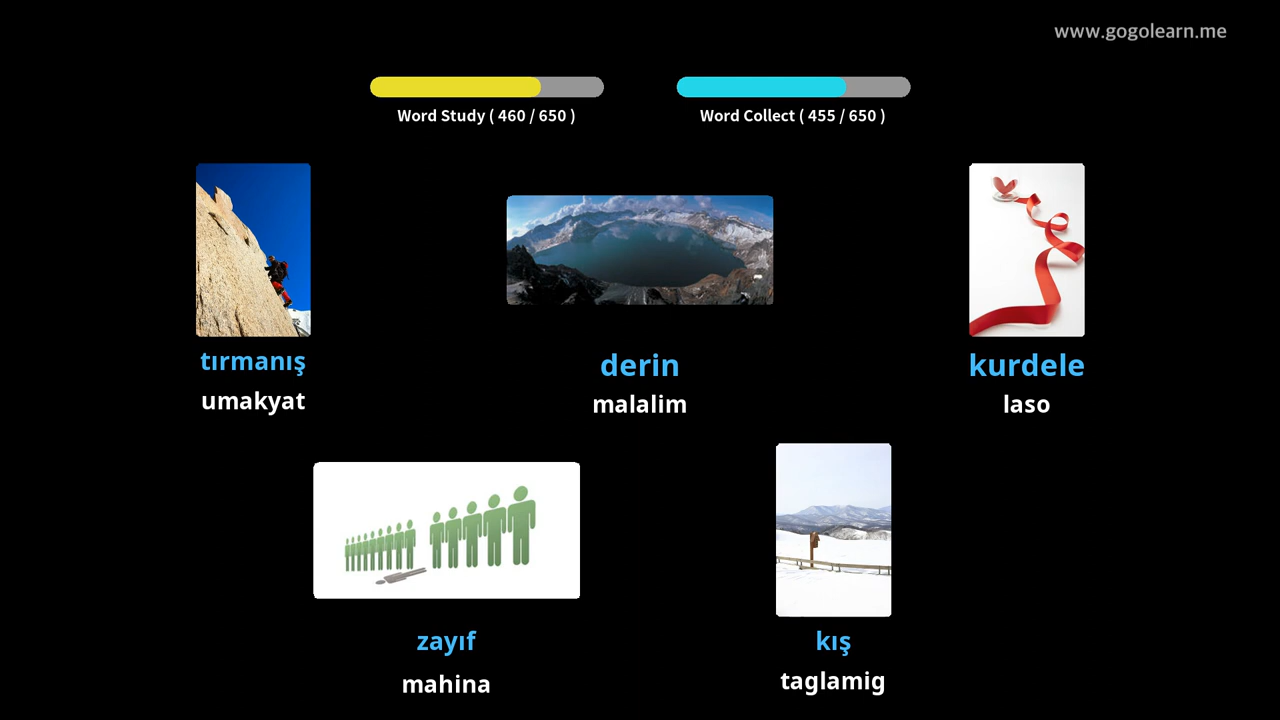 www.gogolearn.me
Word Study ( 460 / 650 )
Word Collect ( 455 / 650 )
tırmanış
umakyat
derin
malalim
kurdele
laso
zayıf
mahina
kış
taglamig